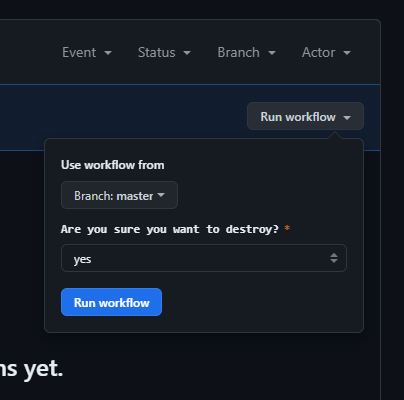 Event Status Branch Actor
Run workflow
Use workflow from
Branch: master
Are you sure you want to destroy? *
yes
Run workflow
ns yet.